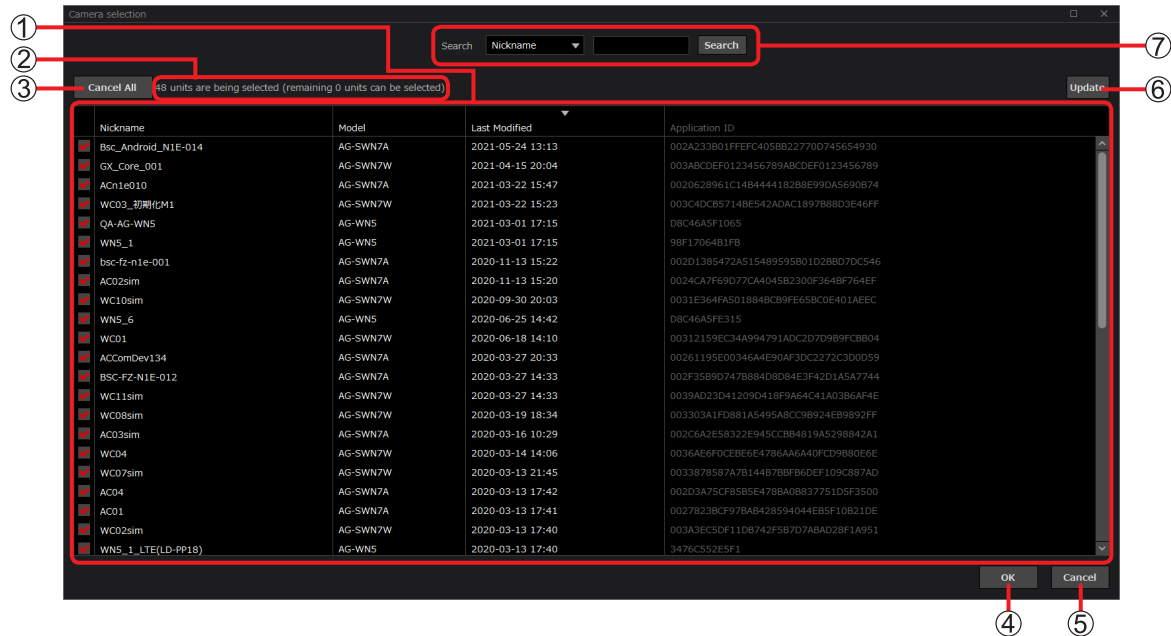 Camera selection
①
②
③
Search Nickname Search
⑦
Cancel All 48 units are being selected (remaining 0 units can be selected) Update
⑥
Nickname Model Last Modified Application ID
Bsc_Android_N1E-014 AG-SWN7A 2021-05-24 13:13 002A233B01FFEFC405BB22770D745654930
GX_Core_001 AG-SWN7W 2021-04-15 20:04 003ABCDEF0123456789ABCDEF0123456789
ACn1e010 AG-SWN7A 2021-03-22 15:47 0020628961C14B4444182B8E99DA5690B74
WC03_初期化M1 AG-SWN7W 2021-03-22 15:23 003C4DCB5714BE542ADAC1897B88D3E46FF
QA-AG-WN5 AG-WN5 2021-03-01 17:15 D8C46A5F1065
WN5_1 AG-WN5 2021-03-01 17:15 98F17064B1FB
bsc-fz-n1e-001 AG-SWN7A 2020-11-13 15:22 002D1385472A515489595B01D2BBD7DC546
AC02sim AG-SWN7A 2020-11-13 15:20 0024CA7F69D77CA4045B2300F364BF764EF
WC10sim AG-SWN7W 2020-09-30 20:03 0031E364FA501884BCB9FE65BC0E401AEEC
WN5_6 AG-WN5 2020-06-25 14:42 D8C46A5FE315
WC01 AG-SWN7W 2020-06-18 14:10 00312159EC34A994791ADC2D7D9B9FCBB04
ACComDev134 AG-SWN7A 2020-03-27 20:33 00261195E00346A4E90AF3DC2272C3D0D59
BSC-FZ-N1E-012 AG-SWN7A 2020-03-27 14:33 002F35B9D747B884D8D84E3F42D1A5A7744
WC11sim AG-SWN7W 2020-03-27 14:33 0039AD23D41209D418F9A64C41A03B6AF4E
WC08sim AG-SWN7W 2020-03-19 18:34 003303A1FD881A5495A8CC9B924EB9892FF
AC03sim AG-SWN7A 2020-03-16 10:29 002C6A2E58322E945CCBB4819A5298842A1
WC04 AG-SWN7W 2020-03-14 14:06 0036AE6F0CEBE6E4786AA6A40FCD9B80E6E
WC07sim AG-SWN7W 2020-03-13 21:45 0033878587A7B144B7BBFB6DEF109C887AD
AC04 AG-SWN7A 2020-03-13 17:42 002D3A75CF85B5E478BA0B837751D5F3500
AC01 AG-SWN7A 2020-03-13 17:41 0027823BCF97BAB428594044EB5F10B21DE
WC02sim AG-SWN7W 2020-03-13 17:40 003A3EC5DF11DB742F5B7D7ABAD28F1A951
WN5_1_LTE(LD-PP18) AG-WN5 2020-03-13 17:40 3476C552E5F1
OK Cancel
④ ⑤